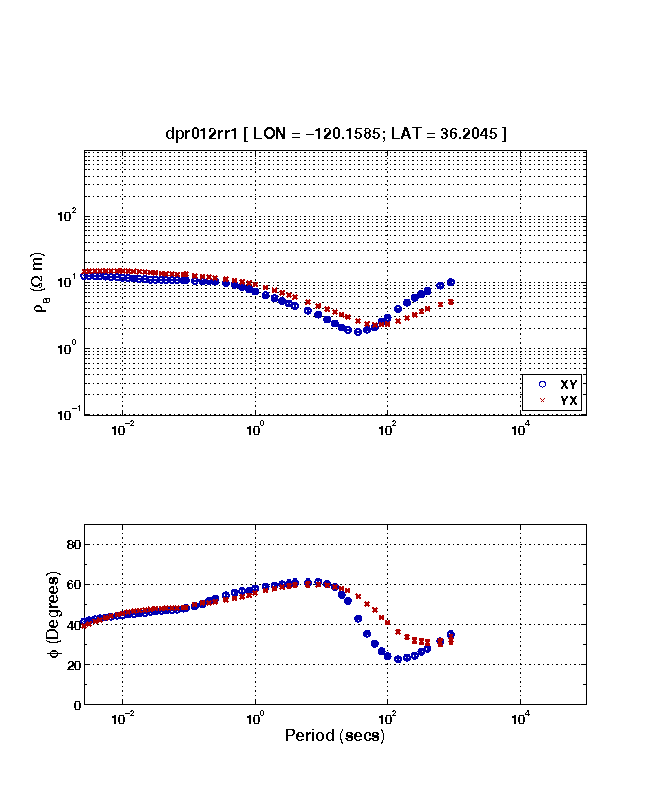 dpr012rr1 [ LON = −120.1585; LAT = 36.2045 ]
ρa (Ω m)
10^2
10^1
10^0
10^−1
10^−2
10^0
10^2
10^4
XY
YX
φ (Degrees)
80
60
40
20
0
10^−2
10^0
10^2
10^4
Period (secs)